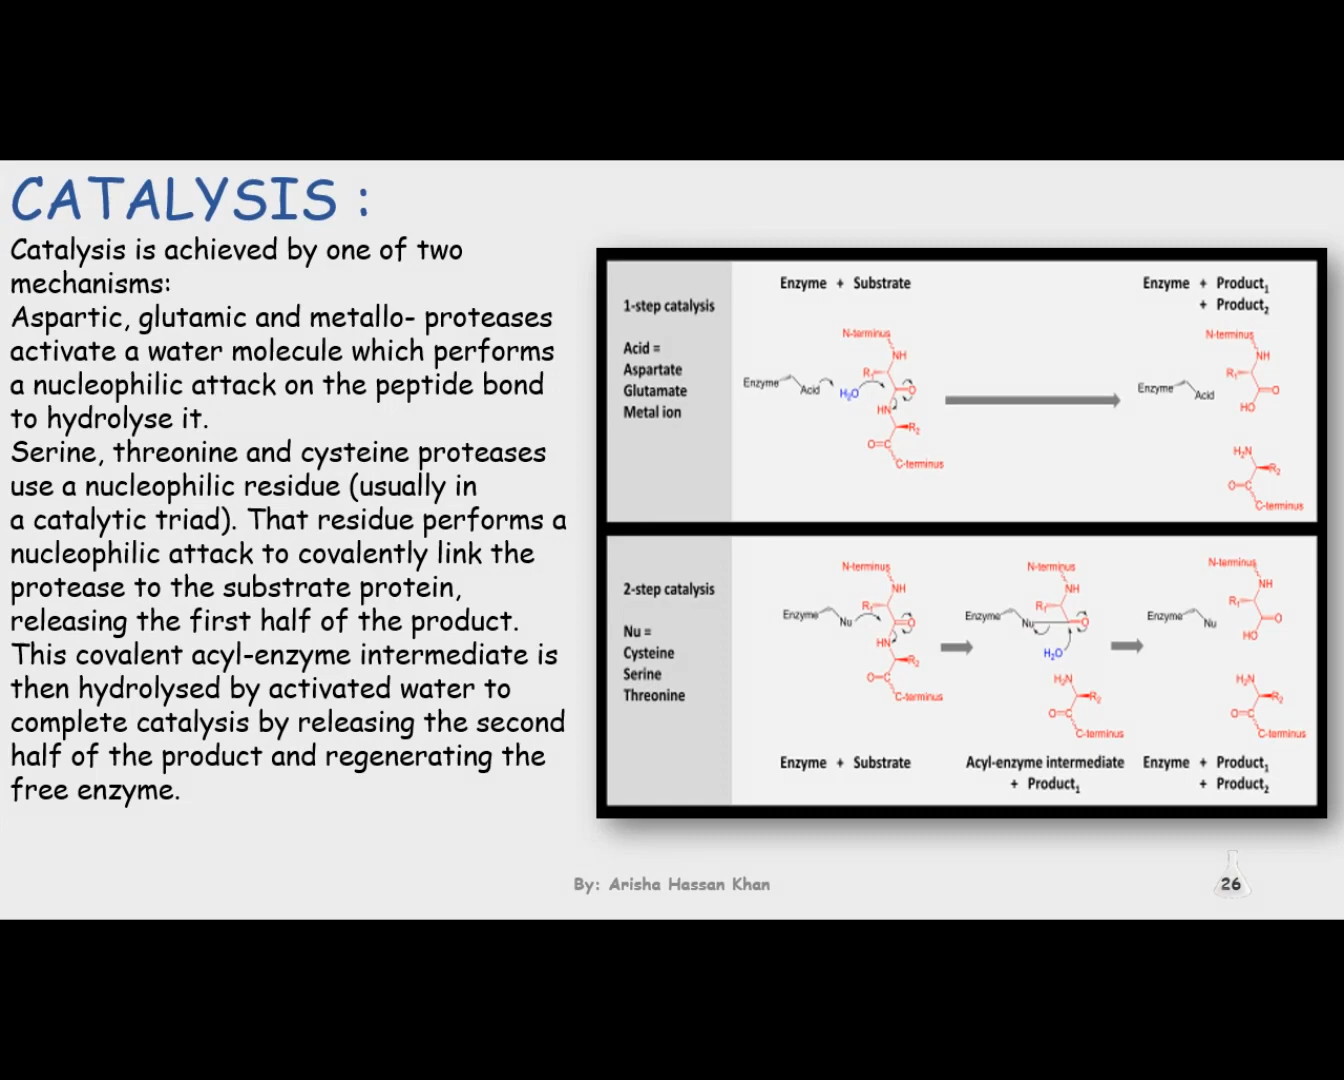 CATALYSIS :
Catalysis is achieved by one of two
mechanisms:
Aspartic, glutamic and metallo- proteases
activate a water molecule which performs
a nucleophilic attack on the peptide bond
to hydrolyse it.
Serine, threonine and cysteine proteases
use a nucleophilic residue (usually in
a catalytic triad). That residue performs a
nucleophilic attack to covalently link the
protease to the substrate protein,
releasing the first half of the product.
This covalent acyl-enzyme intermediate is
then hydrolysed by activated water to
complete catalysis by releasing the second
half of the product and regenerating the
free enzyme.
1-step catalysis
Acid =
Aspartate
Glutamate
Metal ion
Enzyme + Substrate
N-terminus
NH
R₁
Enzyme
Acid
H₂O
O
HN
R₂
O
C-terminus
Enzyme + Product₁
+ Product₂
N-terminus
NH
R₁
Enzyme
Acid
O
HO
H₂N
R₂
O
C-terminus
2-step catalysis
Nu =
Cysteine
Serine
Threonine
N-terminus
NH
R₁
Enzyme
Nu
O
HN
R₂
O
C-terminus
Enzyme + Substrate
N-terminus
NH
R₁
Enzyme
Nu
O
H₂O
H₂N
R₂
O
C-terminus
Acyl-enzyme intermediate
+ Product₁
N-terminus
NH
R₁
Enzyme
Nu
O
HO
H₂N
R₂
O
C-terminus
Enzyme + Product₁
+ Product₂
By: Arisha Hassan Khan
26